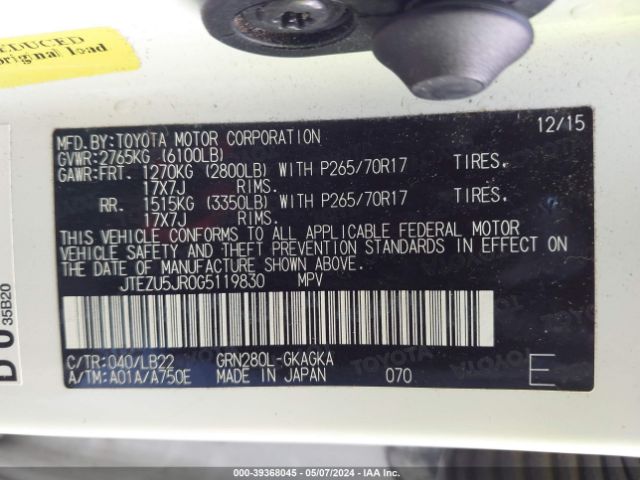 EDUCED
original load
12/15
MFD.BY:TOYOTA MOTOR CORPORATION
GVWR:2765KG (6100LB)
GAWR:FRT. 1270KG (2800LB) WITH P265/70R17 TIRES.
17X7J RIMS.
RR. 1515KG (3350LB) WITH P265/70R17 TIRES.
17X7J RIMS.
THIS VEHICLE CONFORMS TO ALL APPLICABLE FEDERAL MOTOR
VEHICLE SAFETY AND THEFT PREVENTION STANDARDS IN EFFECT ON
THE DATE OF MANUFACTURE SHOWN ABOVE.
JTEZU5JR0G5119830 MPV
C/TR:040/LB22 GRN280L-GKAGKA
A/TM:A01A/A750E MADE IN JAPAN 070 E
35B20
000-39368045 - 05/07/2024 - IAA Inc.